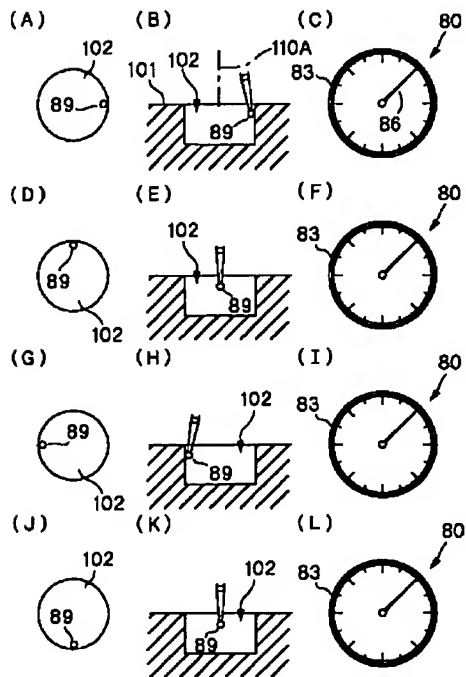 (A) (B) (C)
102 102 110A 80
101 83
89 89 86
(D) (E) (F)
102 80
83
89 89
102
(G) (H) (I)
89 102 80
83
102 89
(J) (K) (L)
102 102 80
83
89 89